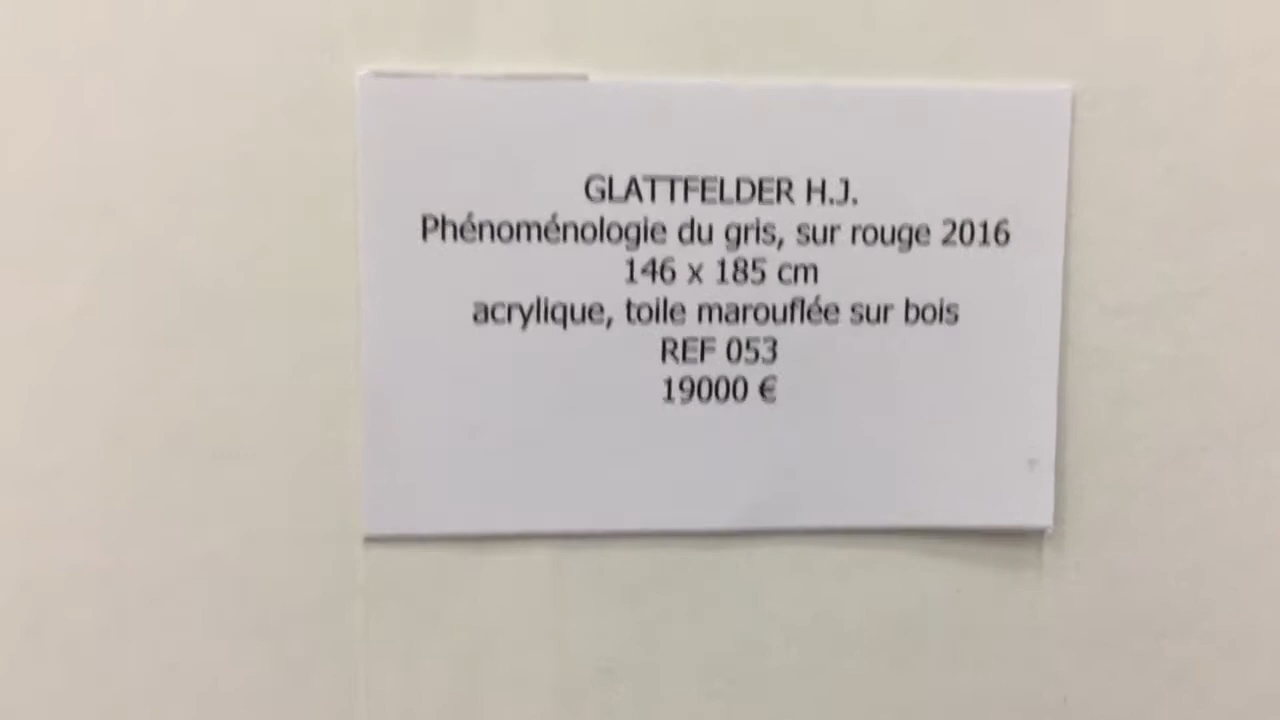 GLATTFELDER H.J.
Phénoménologie du gris, sur rouge 2016
146 x 185 cm
acrylique, toile marouflée sur bois
REF 053
19000 €